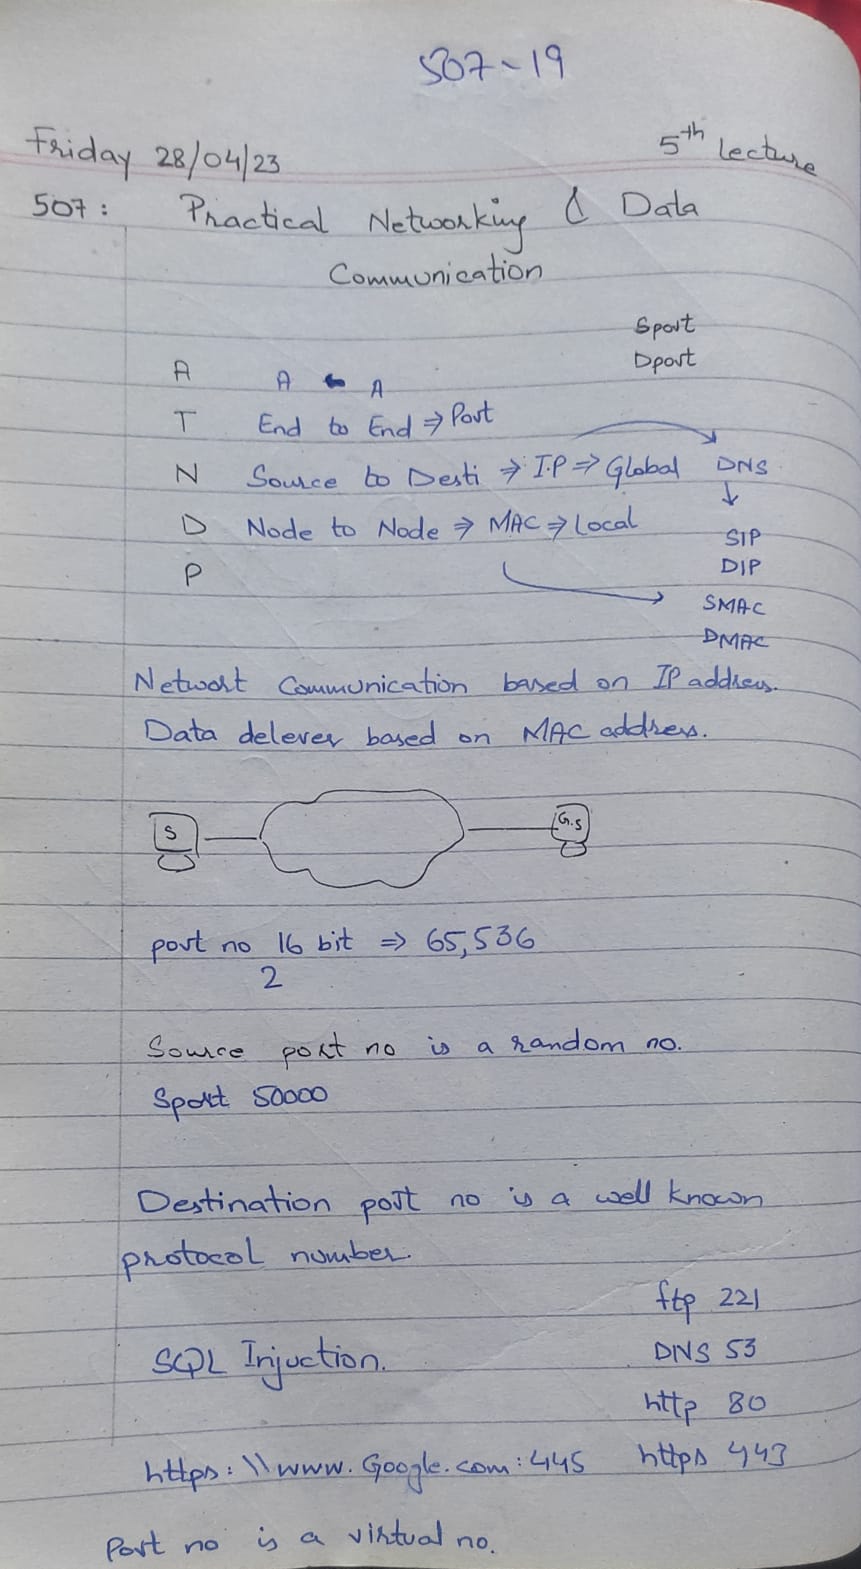 507-19
Friday 28/04/23 5th lecture
507: Practical Networking & Data
Communication
Sport
Dport
A A ← A
T End to End ⇒ Port
N Source to Desti ⇒ I.P ⇒ Global DNS
↓
D Node to Node ⇒ MAC ⇒ Local SIP
P DIP
SMAC
DMAC
Networt Communication based on IP address.
Data delever based on MAC address.
S G.S
port no 16 bit ⇒ 65,536
2
Source port no is a random no.
Sport 50000
Destination port no is a well known
protocol number.
ftp 221
SQL Injuction. DNS 53
http 80
https:\\www.Google.com:445 https 443
Port no is a virtual no.